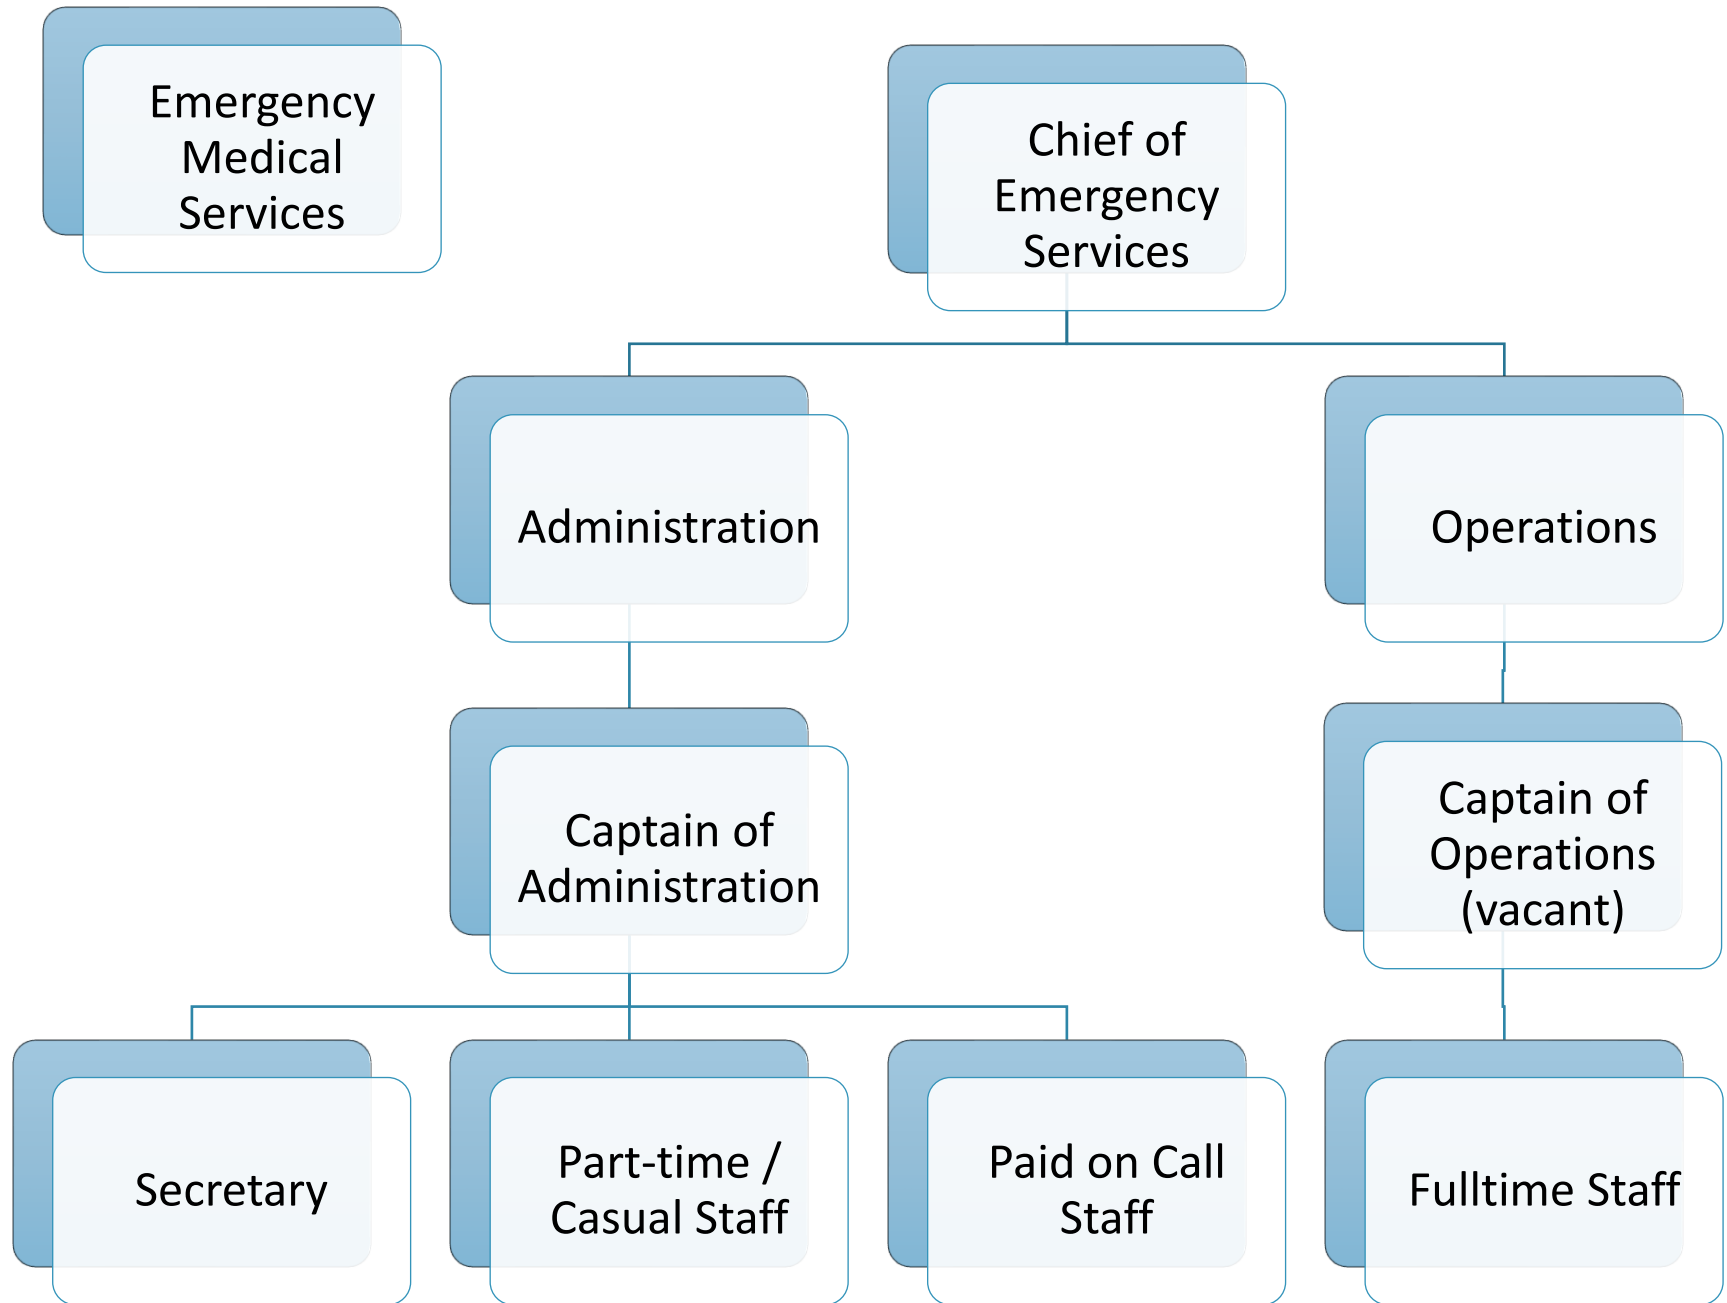 Emergency
Medical
Services
Chief of
Emergency
Services
Administration
Operations
Captain of
Administration
Captain of
Operations
(vacant)
Secretary
Part-time /
Casual Staff
Paid on Call
Staff
Fulltime Staff